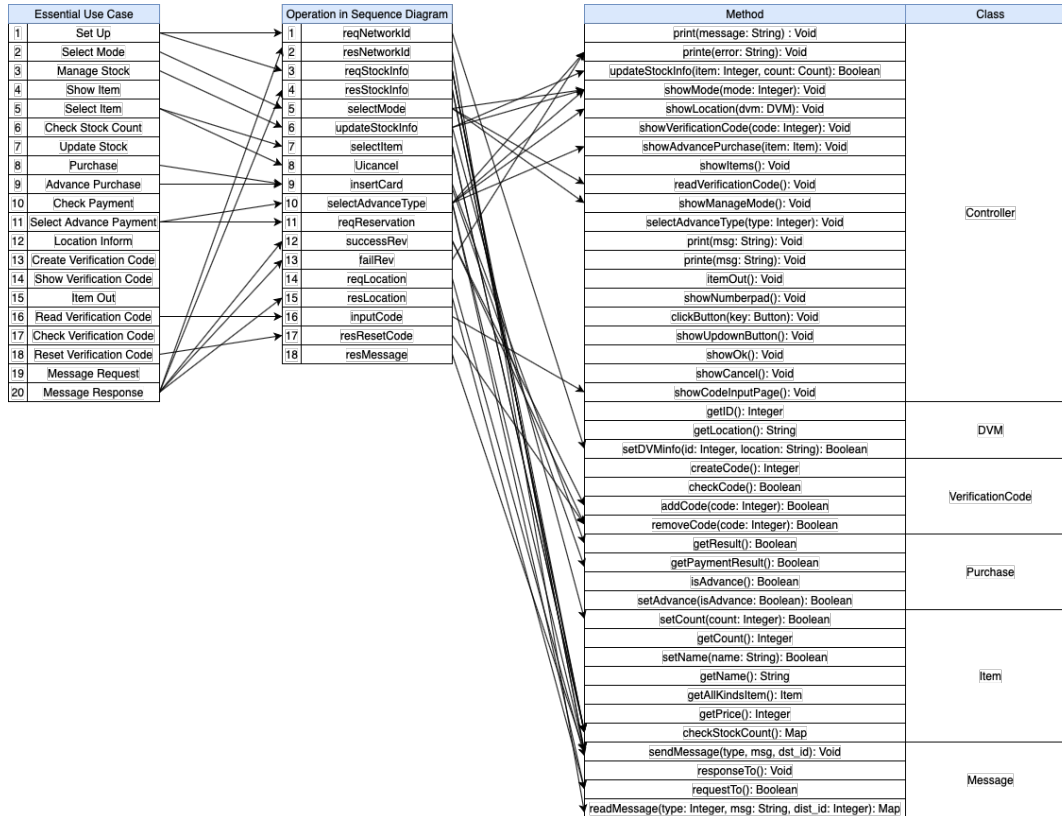 Essential Use Case
1 Set Up
2 Select Mode
3 Manage Stock
4 Show Item
5 Select Item
6 Check Stock Count
7 Update Stock
8 Purchase
9 Advance Purchase
10 Check Payment
11 Select Advance Payment
12 Location Inform
13 Create Verification Code
14 Show Verification Code
15 Item Out
16 Read Verification Code
17 Check Verification Code
18 Reset Verification Code
19 Message Request
20 Message Response
Operation in Sequence Diagram
1 reqNetworkId
2 resNetworkId
3 reqStockInfo
4 resStockInfo
5 selectMode
6 updateStockInfo
7 selectItem
8 Uicancel
9 insertCard
10 selectAdvanceType
11 reqReservation
12 successRev
13 failRev
14 reqLocation
15 resLocation
16 inputCode
17 resResetCode
18 resMessage
Method Class
print(message: String) : Void
printe(error: String): Void
updateStockInfo(item: Integer, count: Count): Boolean
showMode(mode: Integer): Void
showLocation(dvm: DVM): Void
showVerificationCode(code: Integer): Void
showAdvancePurchase(item: Item): Void
showItems(): Void
readVerificationCode(): Void
showManageMode(): Void
Controller
selectAdvanceType(type: Integer): Void
print(msg: String): Void
printe(msg: String): Void
itemOut(): Void
showNumberpad(): Void
clickButton(key: Button): Void
showUpdownButton(): Void
showOk(): Void
showCancel(): Void
showCodeInputPage(): Void
getID(): Integer
getLocation(): String
DVM
setDVMinfo(id: Integer, location: String): Boolean
createCode(): Integer
checkCode(): Boolean
VerificationCode
addCode(code: Integer): Boolean
removeCode(code: Integer): Boolean
getResult(): Boolean
getPaymentResult(): Boolean
Purchase
isAdvance(): Boolean
setAdvance(isAdvance: Boolean): Boolean
setCount(count: Integer): Boolean
getCount(): Integer
setName(name: String): Boolean
getName(): String
Item
getAllKindsItem(): Item
getPrice(): Integer
checkStockCount(): Map
sendMessage(type, msg, dst_id): Void
responseTo(): Void
Message
requestTo(): Boolean
readMessage(type: Integer, msg: String, dist_id: Integer): Map